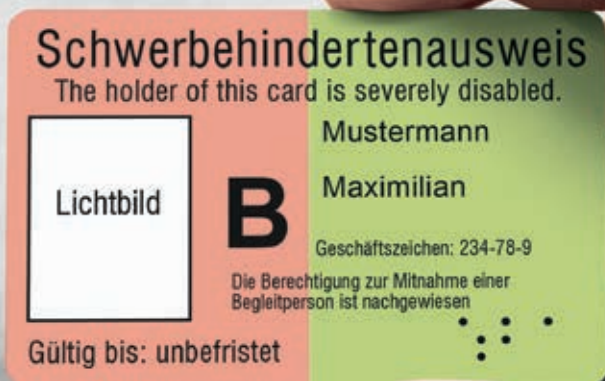 Schwerbehindertenausweis
The holder of this card is severely disabled.
Lichtbild
B
Mustermann
Maximilian
Geschäftszeichen: 234-78-9
Die Berechtigung zur Mitnahme einer
Begleitperson ist nachgewiesen
Gültig bis: unbefristet